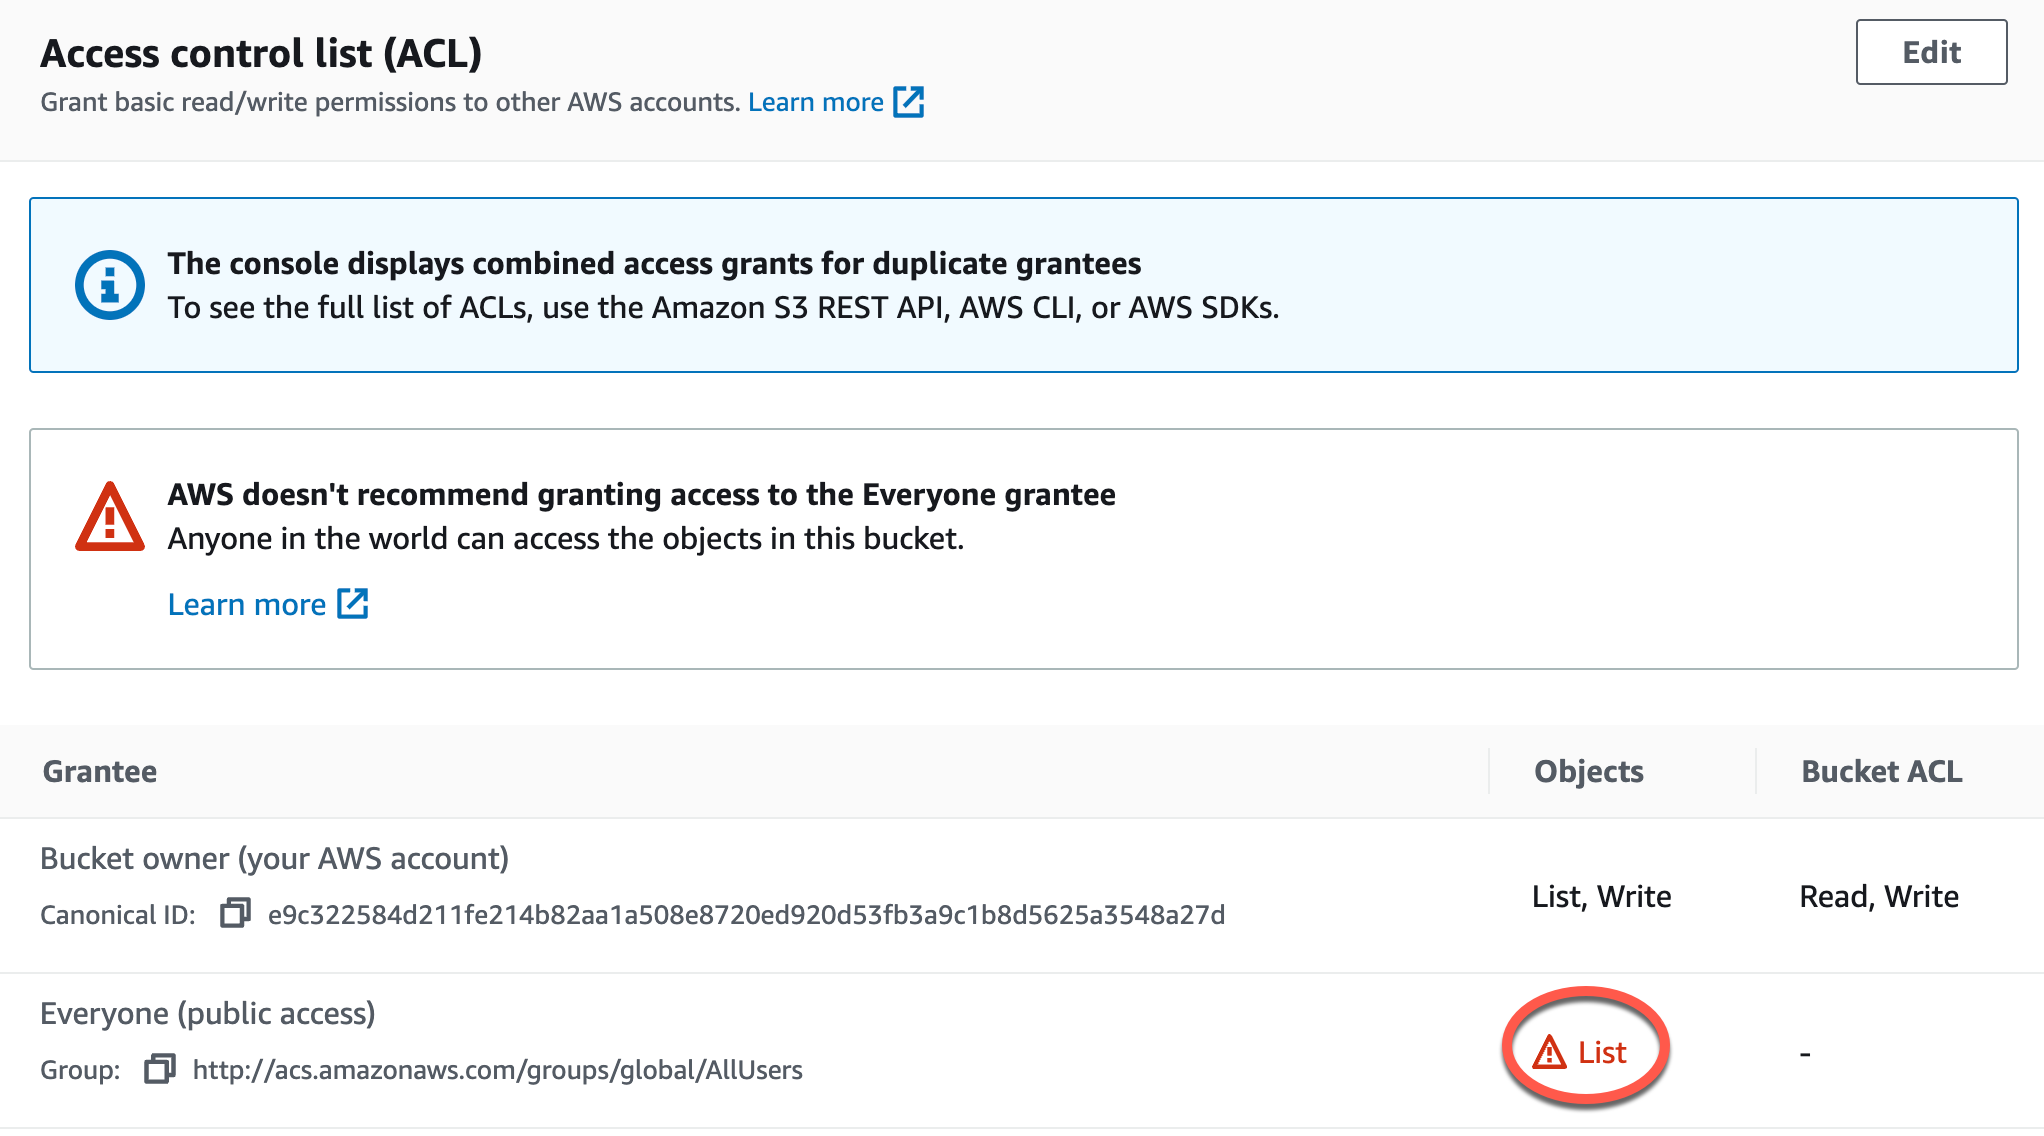 Access control list (ACL)
Edit
Grant basic read/write permissions to other AWS accounts. Learn more
The console displays combined access grants for duplicate grantees
To see the full list of ACLs, use the Amazon S3 REST API, AWS CLI, or AWS SDKs.
AWS doesn't recommend granting access to the Everyone grantee
Anyone in the world can access the objects in this bucket.
Learn more
Grantee Objects Bucket ACL
Bucket owner (your AWS account)
Canonical ID: e9c322584d211fe214b82aa1a508e8720ed920d53fb3a9c1b8d5625a3548a27d
List, Write Read, Write
Everyone (public access)
Group: http://acs.amazonaws.com/groups/global/AllUsers
List -